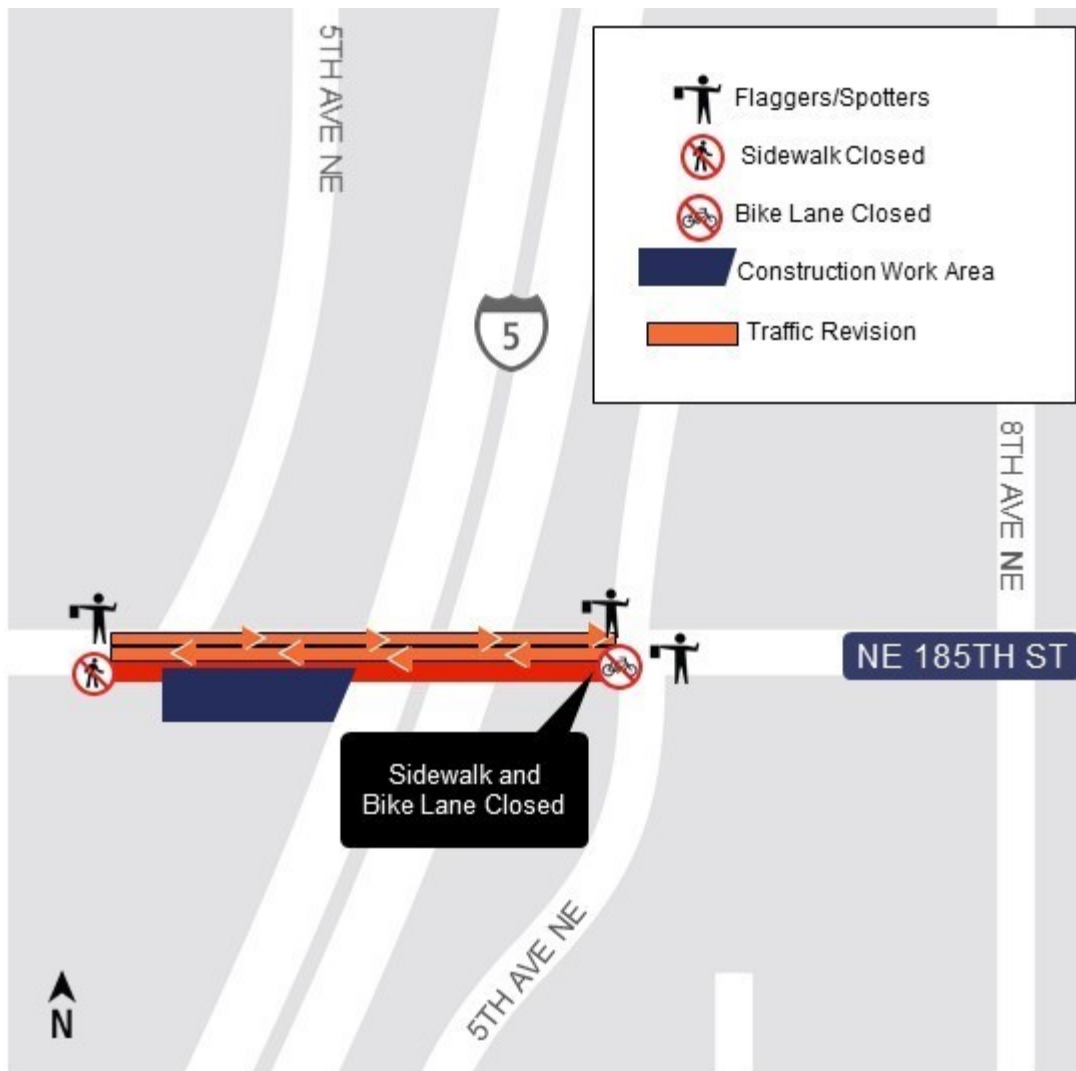 5TH AVE NE
Flaggers/Spotters
Sidewalk Closed
Bike Lane Closed
Construction Work Area
Traffic Revision
5
8TH AVE NE
NE 185TH ST
Sidewalk and
Bike Lane Closed
5TH AVE NE
N